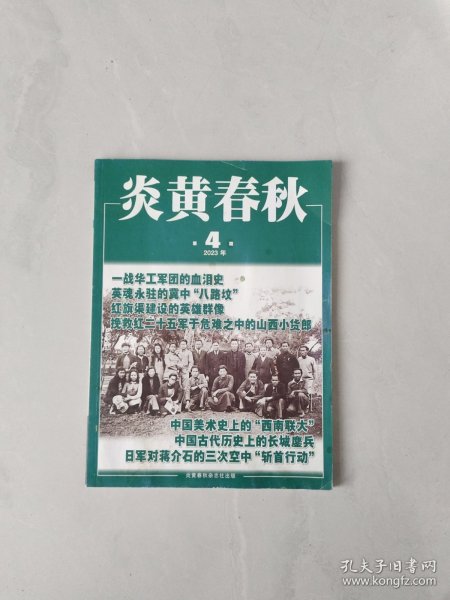 炎黄春秋
第 4 期
2023 年
一战华工军团的血泪史
英魂永驻的冀中“八路坟”
红旗渠建设的英雄群像
挽救红二十五军于危难之中的山西小货郎
中国美术史上的“西南联大”
中国古代历史上的长城鏖兵
日军对蒋介石的三次空中“斩首行动”
炎黄春秋杂志社出版
孔夫子旧书网
www.kongfz.com